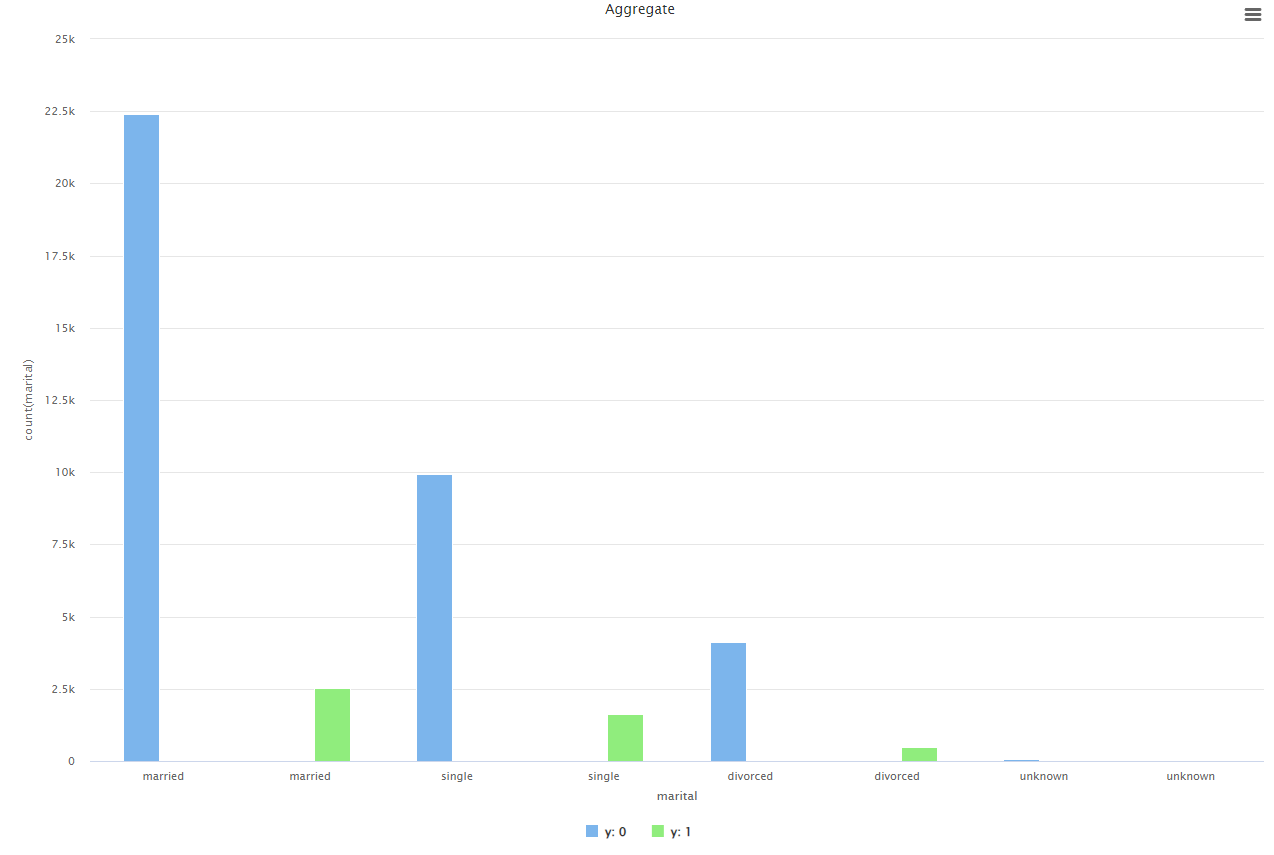 Aggregate
25k
22.5k
20k
17.5k
15k
12.5k
10k
7.5k
5k
2.5k
0
count(marital)
married married single single divorced divorced unknown unknown
marital
y: 0 y: 1